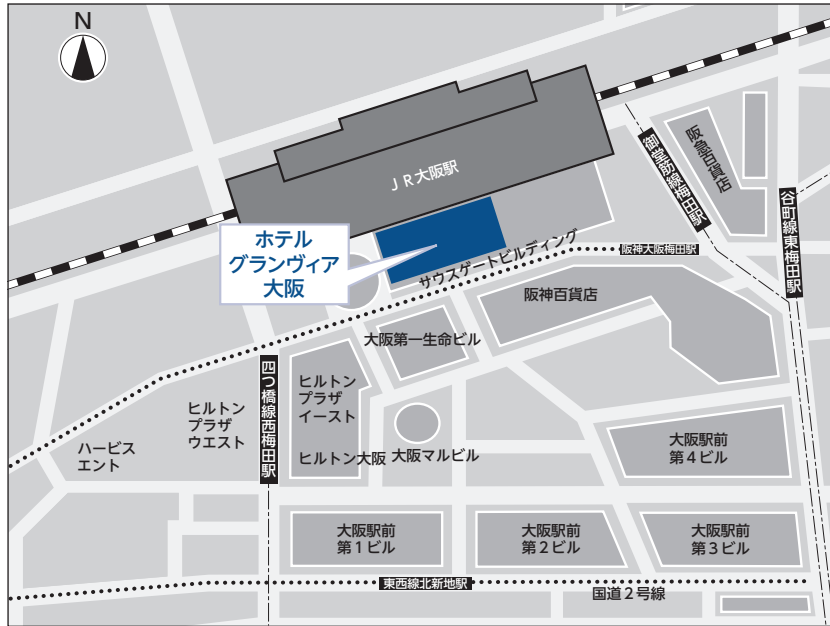 N
JR大阪駅
阪急百貨店
御堂筋線梅田駅
谷町線東梅田駅
ホテル
グランヴィア
大阪
サウスゲートビルディング
阪神大阪梅田駅
阪神百貨店
大阪第一生命ビル
四つ橋線西梅田駅
ヒルトン
プラザ
イースト
ヒルトン
プラザ
ウエスト
ハービス
エント
ヒルトン大阪
大阪マルビル
大阪駅前
第4ビル
大阪駅前
第1ビル
大阪駅前
第2ビル
大阪駅前
第3ビル
東西線北新地駅
国道2号線